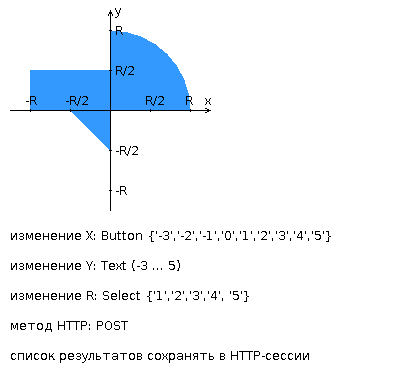 y
R
R/2
-R -R/2 R/2 R x
-R/2
-R
изменение X: Button {'-3','-2','-1','0','1','2','3','4','5'}
изменение Y: Text (-3 ... 5)
изменение R: Select {'1','2','3','4', '5'}
метод HTTP: POST
список результатов сохранять в HTTP-сессии